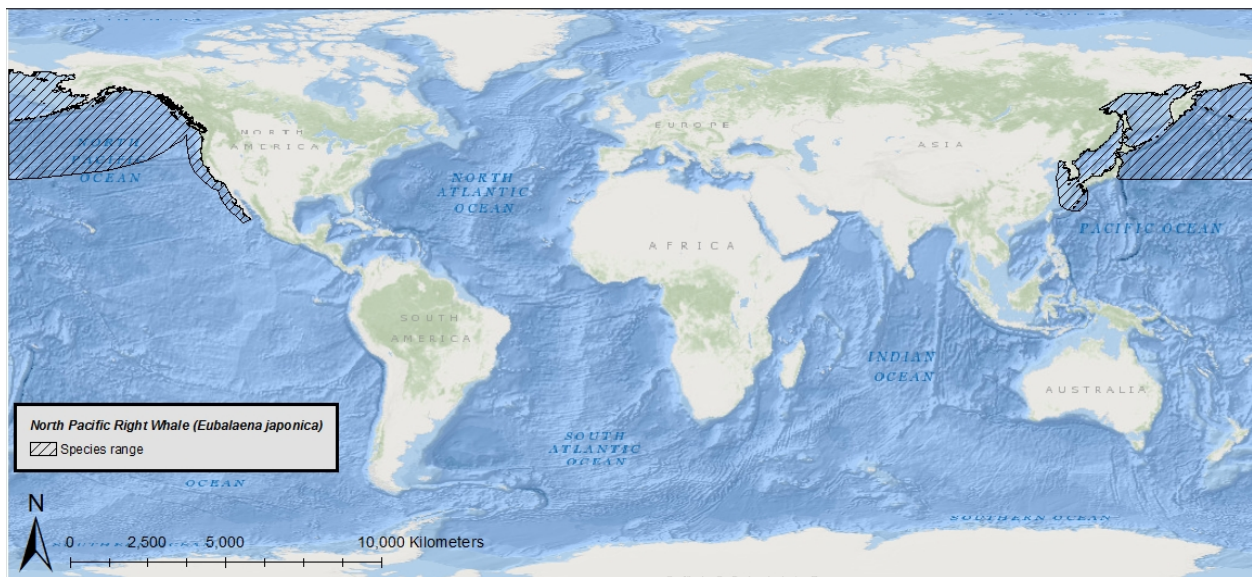 NORTH
AMERICA
EUROPE
ASIA
NORTH
PACIFIC
OCEAN
NORTH
ATLANTIC
OCEAN
AFRICA
PACIFIC OCEAN
SOUTH
AMERICA
INDIAN
OCEAN
AUSTRALIA
North Pacific Right Whale (Eubalaena japonica)
Species range
SOUTH
ATLANTIC
OCEAN
OCEAN
SOUTHERN OCEAN
N
0 2,500 5,000 10,000 Kilometers